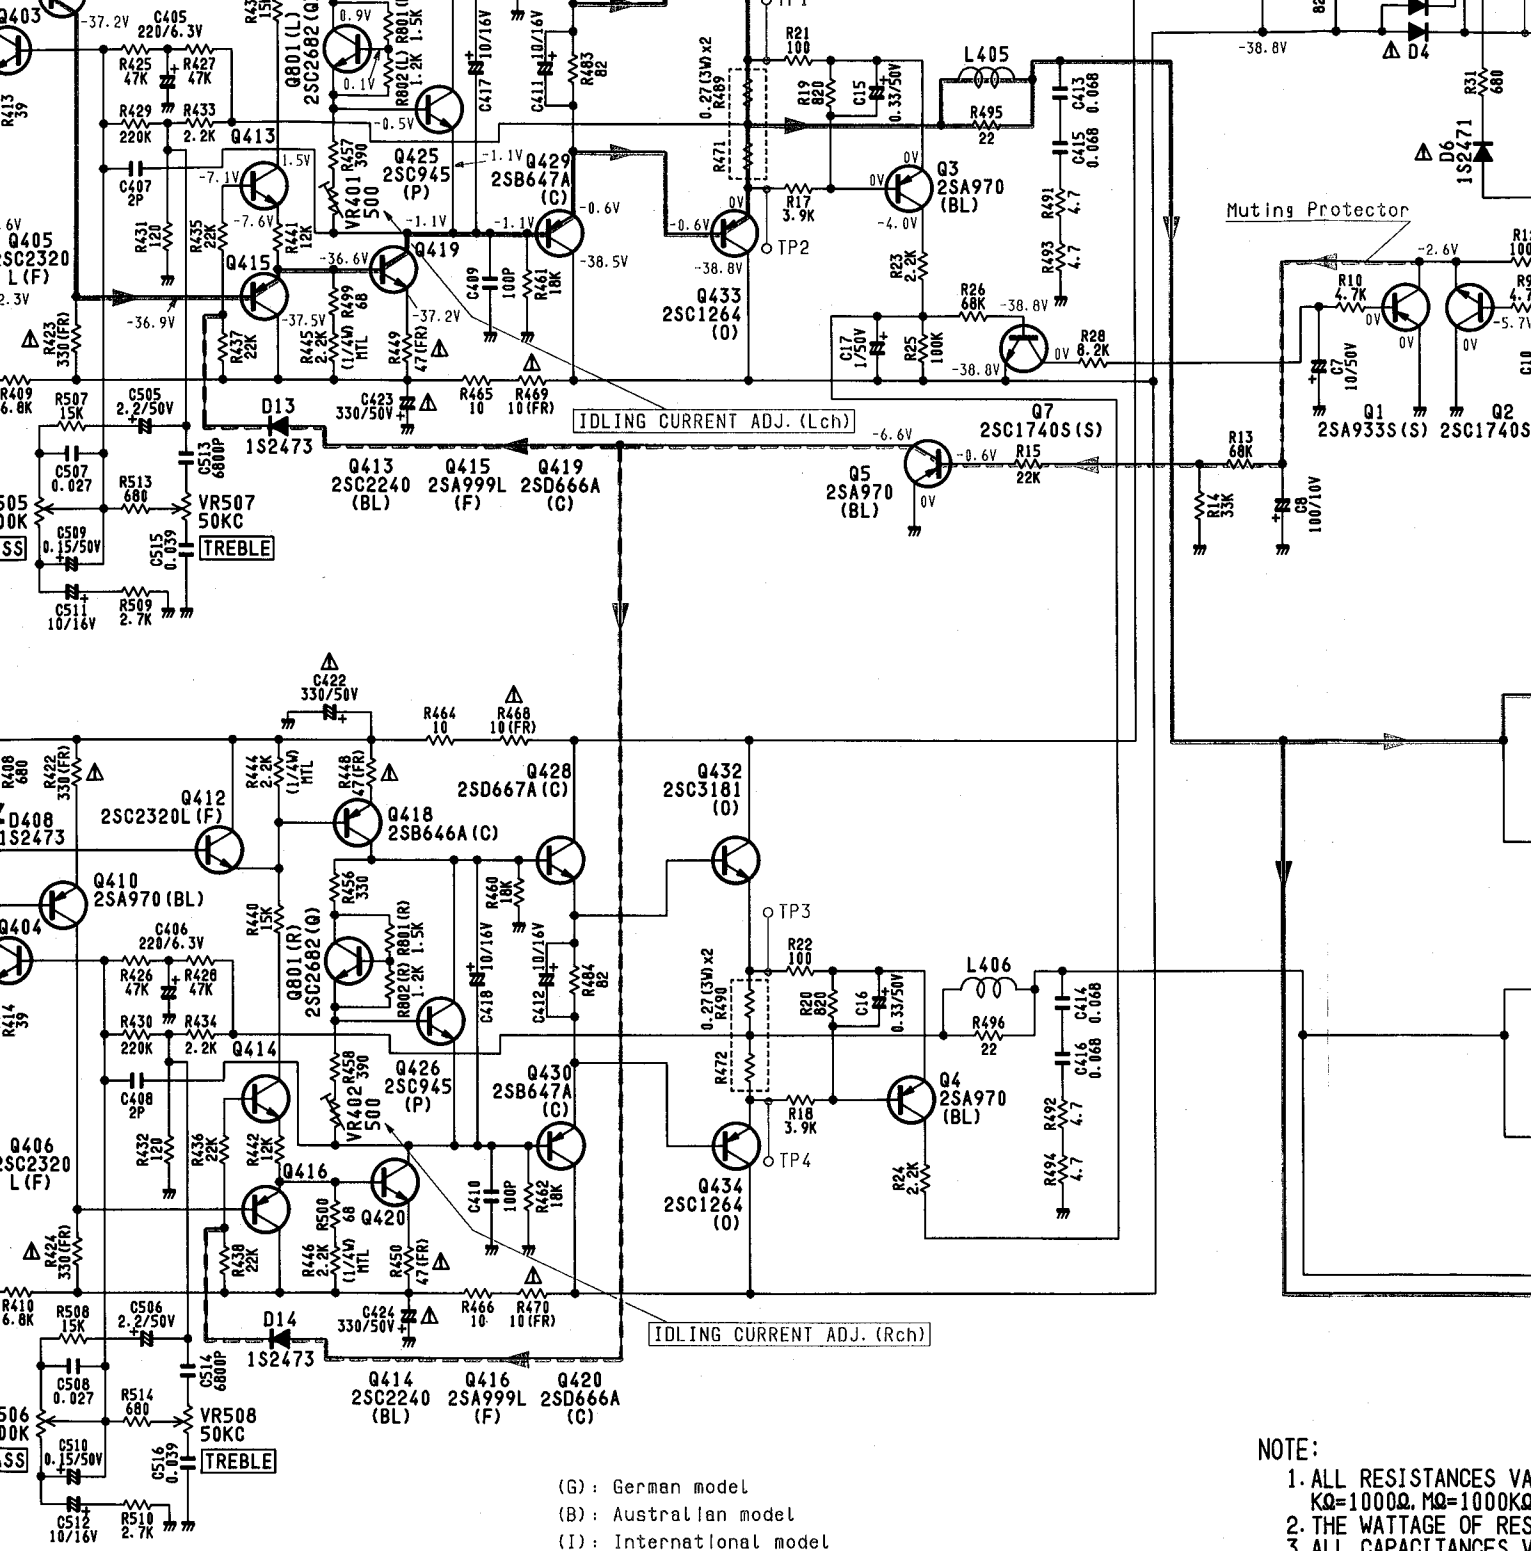 Q403
-37.2V
C405
220/6.3V
R425
47K
R427
47K
R413
39
R429
220K
R433
2.2K
Q413
Q801(L)
2SC2682(Q)
0.9V
0.1V
R801(L)
1.5K
R802(L)
1.2K
C417
10/16V
C411
10/16V
R483
82
TP1
R21
100
0.27(3W)x2
R489
R471
R19
820
C15
0.33/50V
L405
R495
22
C413
0.068
C415
0.068
-38.8V
D4
R31
680
D6
1S2471
C407
2P
-7.1V
1.5V
-7.6V
R431
120
R435
22K
R441
12K
-0.5V
R457
390
VR401
500
Q425
2SC945
(P)
-1.1V
Q429
2SB647A
(C)
-1.1V
-1.1V
-0.6V
-38.5V
R17
3.9K
0V
0V
Q3
2SA970
(BL)
-4.0V
R491
4.7
R493
4.7
Muting Protector
Q405
2SC2320
L(F)
Q415
-36.6V
Q419
-0.6V
0V
-38.8V
TP2
R23
2.2K
R26
68K
-38.8V
-2.6V
R10
4.7K
0V
-5.7V
-36.9V
-37.5V
R499
68
-37.2V
C409
100P
R461
18K
Q433
2SC1264
(O)
R423
330(FR)
R437
22K
R445
2.2K
(1/4W)
MTL
R449
47(FR)
C17
1/50V
R25
100K
-38.8V
0V
R28
8.2K
C7
10/50V
0V
0V
R409
6.8K
R507
15K
C505
2.2/50V
D13
1S2473
C423
330/50V
R465
10
R469
10(FR)
IDLING CURRENT ADJ.(Lch)
Q7
2SC1740S(S)
Q1
2SA933S(S)
Q2
2SC1740S
C507
0.027
C513
6800P
Q413
2SC2240
(BL)
Q415
2SA999L
(F)
Q419
2SD666A
(C)
-6.6V
-0.6V
Q5
2SA970
(BL)
0V
R15
22K
R13
68K
R14
33K
C8
100/10V
R513
680
VR507
50KC
C509
0.15/50V
C515
0.039
TREBLE
C511
10/16V
R509
2.7K
C422
330/50V
R464
10
R468
10(FR)
R408
680
R422
330(FR)
R444
2.2K
(1/4W)
MTL
R448
47(FR)
Q428
2SD667A(C)
Q432
2SC3181
(O)
D408
1S2473
Q412
2SC2320L(F)
Q418
2SB646A(C)
Q410
2SA970(BL)
R456
330
R460
18K
Q404
C406
220/6.3V
R440
15K
R426
47K
R428
47K
Q801(R)
2SC2682(Q)
R801(R)
1.5K
R802(R)
1.2K
C418
10/16V
C412
10/16V
R484
82
TP3
R22
100
0.27(3W)x2
R490
R472
R20
820
C16
0.33/50V
L406
R496
22
C414
0.068
C416
0.068
R414
39
R430
220K
R434
2.2K
Q414
C408
2P
R458
390
VR402
500
Q426
2SC945
(P)
Q430
2SB647A
(C)
R18
3.9K
Q4
2SA970
(BL)
R492
4.7
R494
4.7
Q406
2SC2320
L(F)
R432
120
R436
22K
R442
12K
Q416
R500
68
Q420
C410
100P
R462
18K
TP4
Q434
2SC1264
(O)
R24
2.2K
R424
330(FR)
R438
22K
R446
2.2K
(1/4W)
MTL
R450
47(FR)
R410
6.8K
R508
15K
C506
2.2/50V
D14
1S2473
C424
330/50V
R466
10
R470
10(FR)
IDLING CURRENT ADJ.(Rch)
C508
0.027
C514
6800P
Q414
2SC2240
(BL)
Q416
2SA999L
(F)
Q420
2SD666A
(C)
R514
680
VR508
50KC
C510
0.15/50V
C516
0.039
TREBLE
C512
10/16V
R510
2.7K
(G): German model
(B): Australian model
(I): International model
NOTE:
1. ALL RESISTANCES VA
KΩ=1000Ω, MΩ=1000KΩ
2. THE WATTAGE OF RES
3. ALL CAPACITANCES V